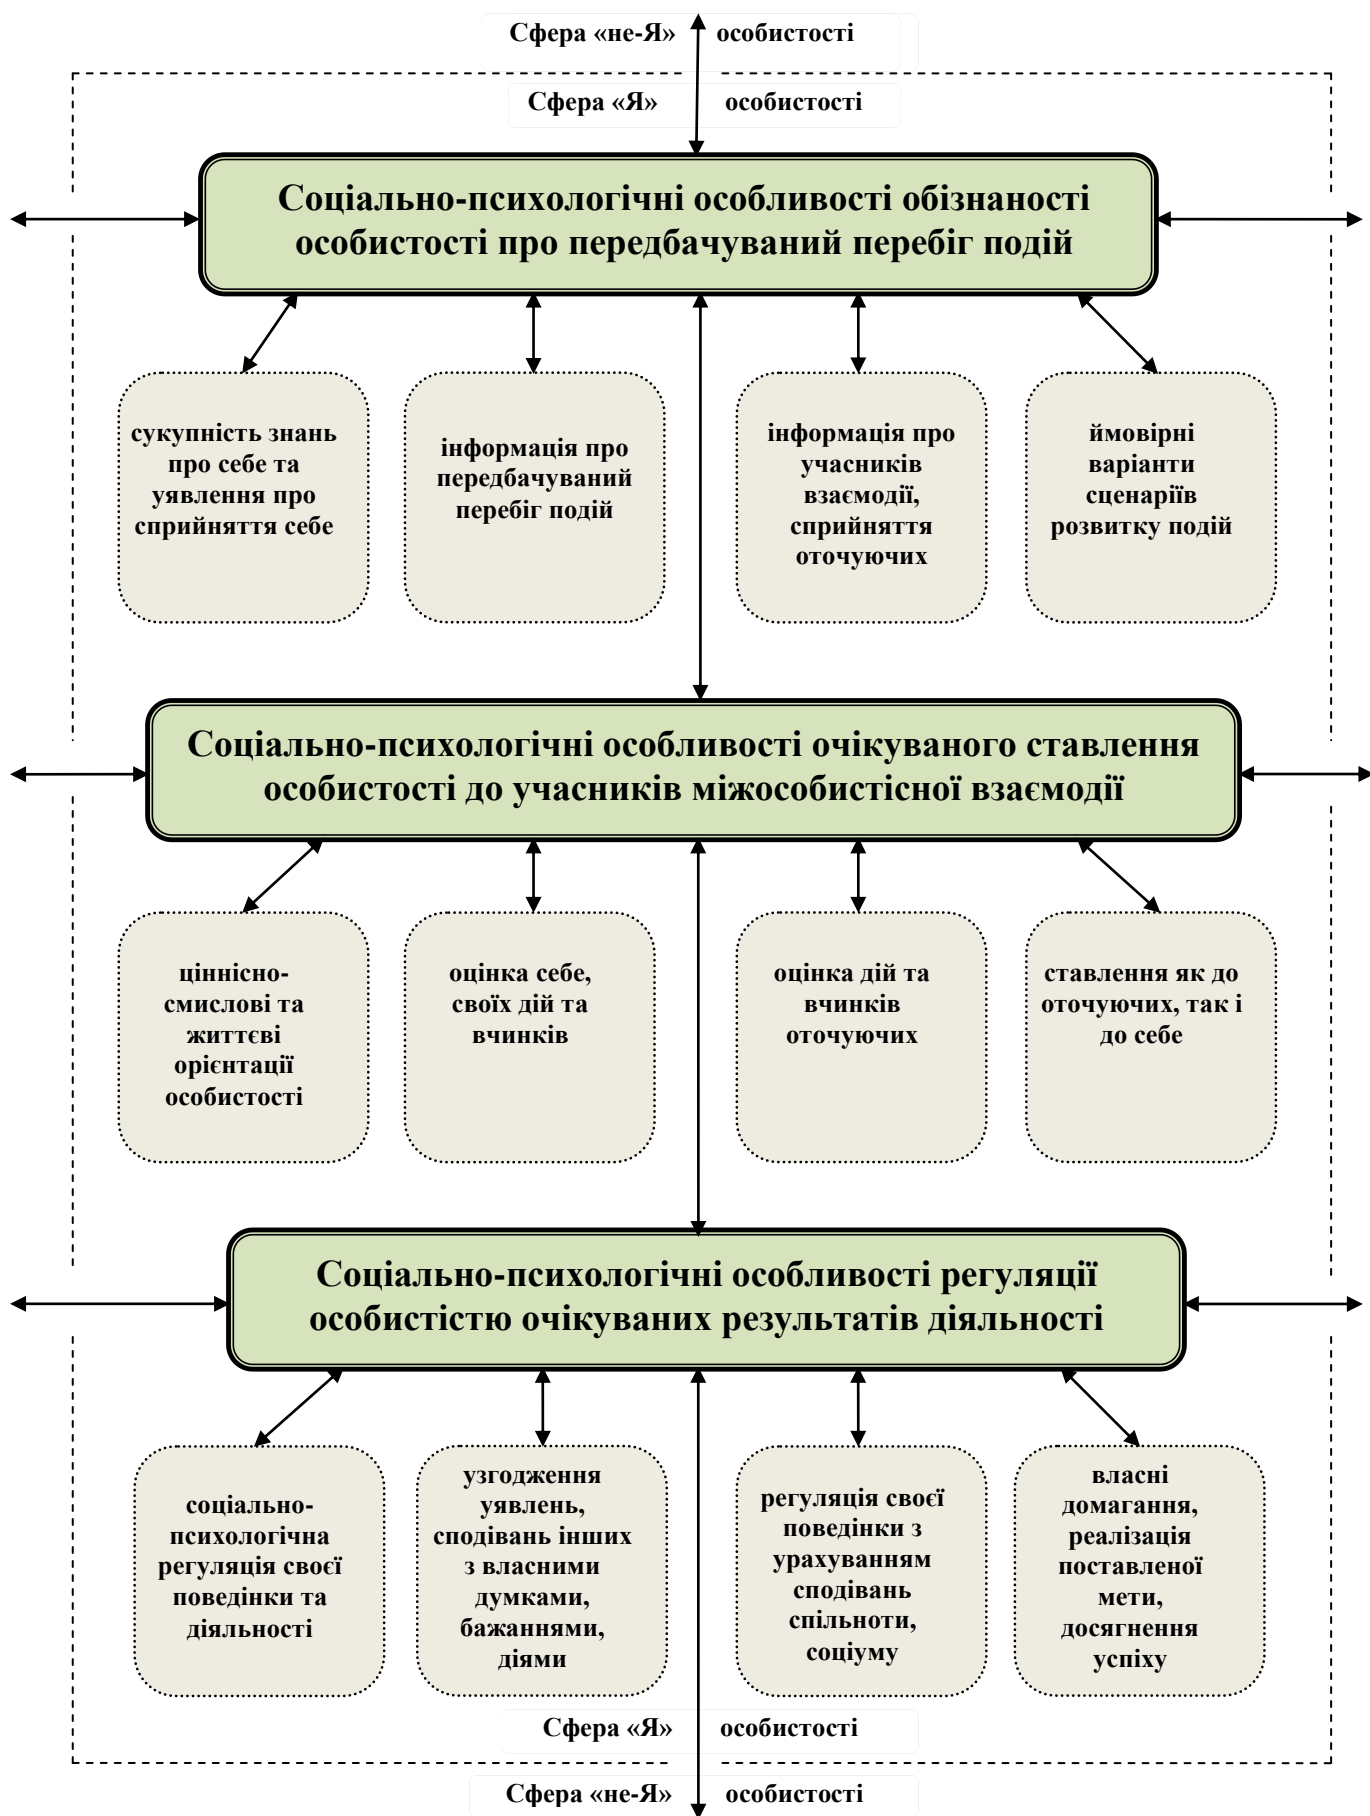 Сфера «не-Я» особистості
Сфера «Я» особистості
Соціально-психологічні особливості обізнаності
особистості про передбачуваний перебіг подій
сукупність знань
про себе та
уявлення про
сприйняття себе
інформація про
передбачуваний
перебіг подій
інформація про
учасників
взаємодії,
сприйняття
оточуючих
ймовірні
варіанти
сценаріїв
розвитку подій
Соціально-психологічні особливості очікуваного ставлення
особистості до учасників міжособистісної взаємодії
ціннісно-
смислові та
життєві
орієнтації
особистості
оцінка себе,
своїх дій та
вчинків
оцінка дій та
вчинків
оточуючих
ставлення як до
оточуючих, так і
до себе
Соціально-психологічні особливості регуляції
особистістю очікуваних результатів діяльності
соціально-
психологічна
регуляція своєї
поведінки та
діяльності
узгодження
уявлень,
сподівань інших
з власними
думками,
бажаннями,
діями
регуляція своєї
поведінки з
урахуванням
сподівань
спільноти,
соціуму
власні
домагання,
реалізація
поставленої
мети,
досягнення
успіху
Сфера «Я» особистості
Сфера «не-Я» особистості